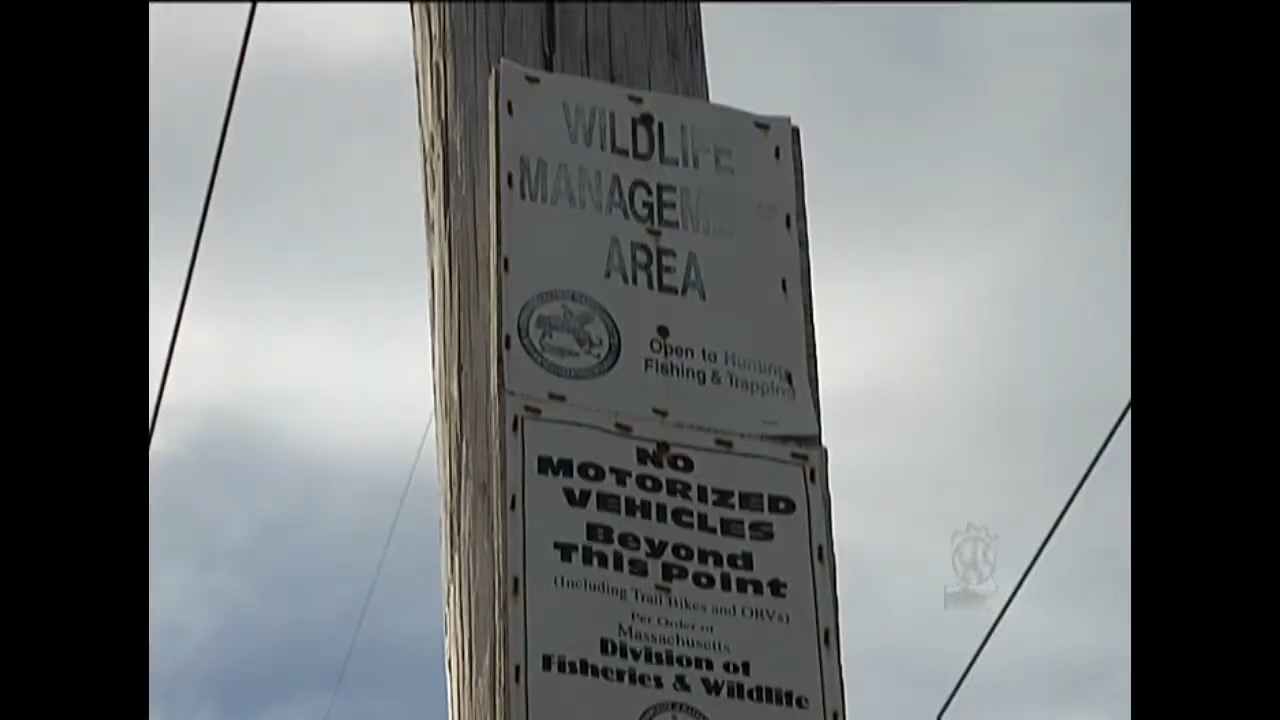 WILDLIFE
MANAGEMENT
AREA
Open to Hunting
Fishing & Trapping
NO
MOTORIZED
VEHICLES
Beyond
This Point
(Including Trail Bikes and ORVs)
Per Order of
Massachusetts
Division of
Fisheries & Wildlife